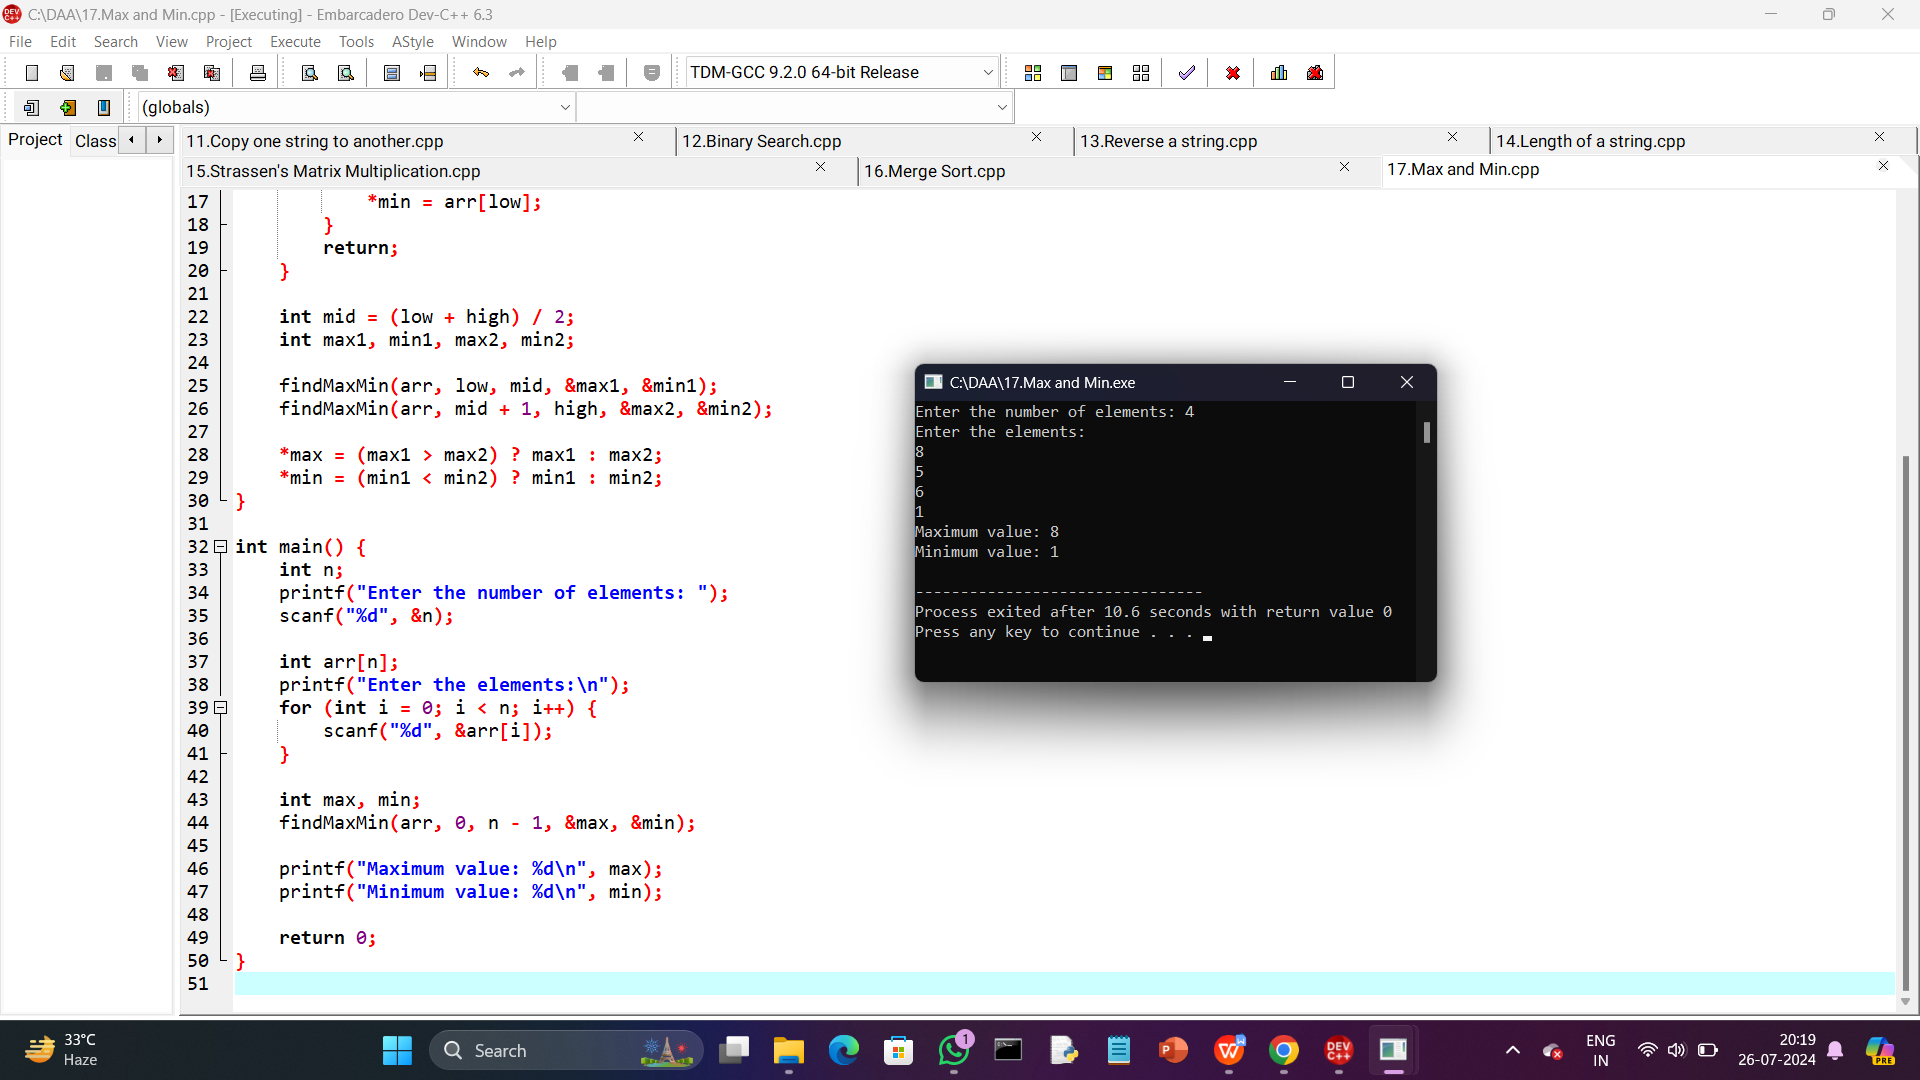 C:\DAA\17.Max and Min.cpp - [Executing] - Embarcadero Dev-C++ 6.3
File Edit Search View Project Execute Tools AStyle Window Help
TDM-GCC 9.2.0 64-bit Release
(globals)
Project Class
11.Copy one string to another.cpp 12.Binary Search.cpp 13.Reverse a string.cpp 14.Length of a string.cpp
15.Strassen's Matrix Multiplication.cpp 16.Merge Sort.cpp 17.Max and Min.cpp
17 *min = arr[low];
18 }
19 return;
20 }
21
22 int mid = (low + high) / 2;
23 int max1, min1, max2, min2;
24
25 findMaxMin(arr, low, mid, &max1, &min1);
26 findMaxMin(arr, mid + 1, high, &max2, &min2);
27
28 *max = (max1 > max2) ? max1 : max2;
29 *min = (min1 < min2) ? min1 : min2;
30 }
31
32 int main() {
33 int n;
34 printf("Enter the number of elements: ");
35 scanf("%d", &n);
36
37 int arr[n];
38 printf("Enter the elements:\n");
39 for (int i = 0; i < n; i++) {
40 scanf("%d", &arr[i]);
41 }
42
43 int max, min;
44 findMaxMin(arr, 0, n - 1, &max, &min);
45
46 printf("Maximum value: %d\n", max);
47 printf("Minimum value: %d\n", min);
48
49 return 0;
50 }
51
C:\DAA\17.Max and Min.exe
Enter the number of elements: 4
Enter the elements:
8
5
6
1
Maximum value: 8
Minimum value: 1
--------------------------------
Process exited after 10.6 seconds with return value 0
Press any key to continue . . .
33°C
Haze
Search
1
DEV
C++
ENG
IN
20:19
26-07-2024
PRE